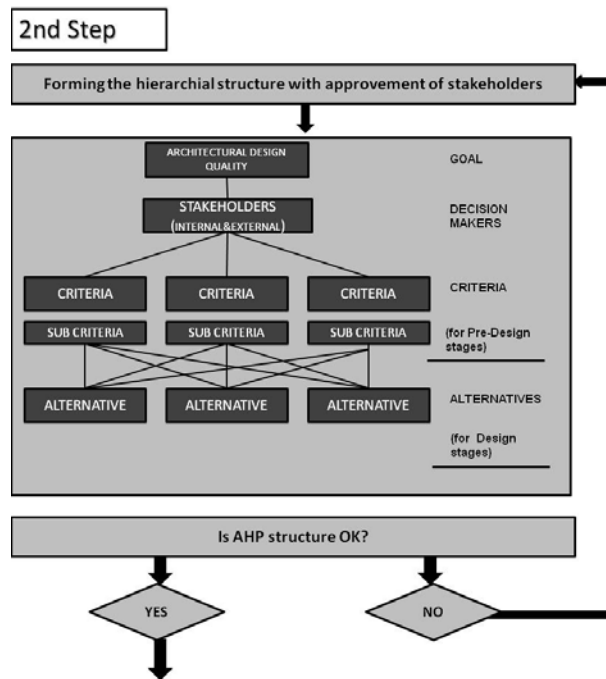 2nd Step
Forming the hierarchial structure with approvement of stakeholders
ARCHITECTURAL DESIGN
QUALITY
GOAL
STAKEHOLDERS
(INTERNAL&EXTERNAL)
DECISION
MAKERS
CRITERIA
CRITERIA
CRITERIA
CRITERIA
SUB CRITERIA
SUB CRITERIA
SUB CRITERIA
(for Pre-Design
stages)
ALTERNATIVE
ALTERNATIVE
ALTERNATIVE
ALTERNATIVES
(for Design
stages)
Is AHP structure OK?
YES
NO